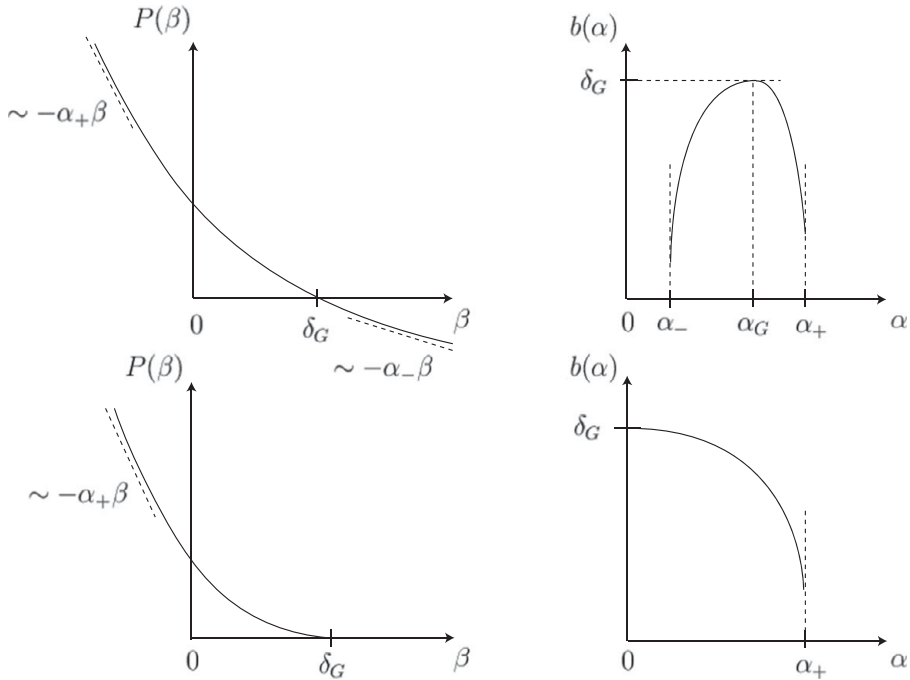 P(β)
b(α)
δ_G
∼ −α₊β
0
δ_G
β
0
α₋
α_G
α₊
α
∼ −α₋β
P(β)
b(α)
δ_G
∼ −α₊β
0
δ_G
β
0
α₊
α